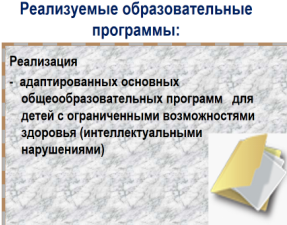 Реализуемые образовательные
программы:
Реализация
- адаптированных основных
общеобразовательных программ для
детей с ограниченными возможностями
здоровья (интеллектуальными
нарушениями)